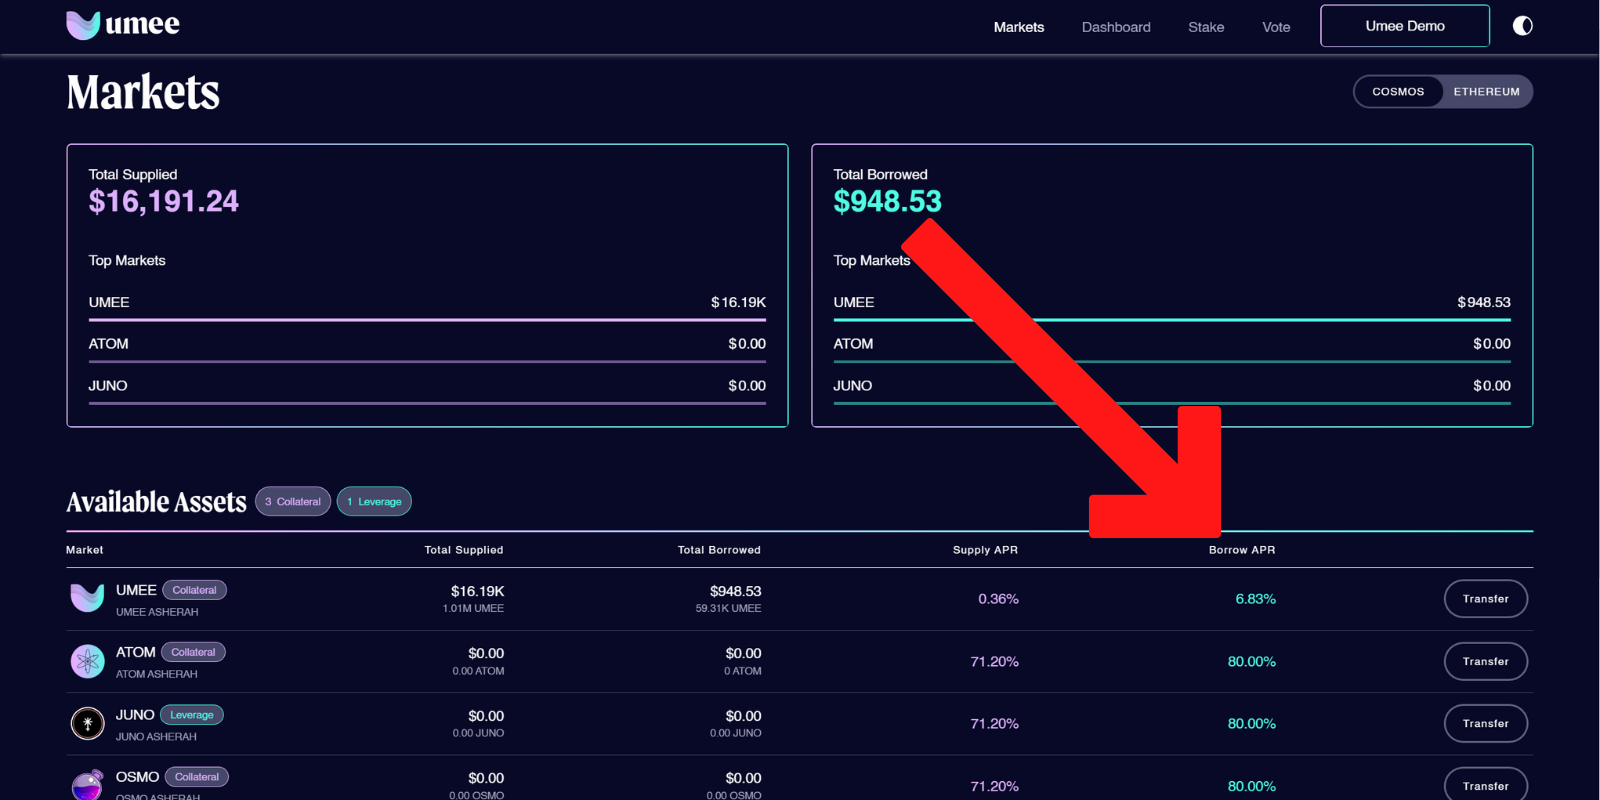 umee
Markets Dashboard Stake Vote Umee Demo
Markets
COSMOS ETHEREUM
Total Supplied
$16,191.24
Top Markets
UMEE $16.19K
ATOM $0.00
JUNO $0.00
Total Borrowed
$948.53
Top Markets
UMEE $948.53
ATOM $0.00
JUNO $0.00
Available Assets 3 Collateral 1 Leverage
Market Total Supplied Total Borrowed Supply APR Borrow APR
UMEE Collateral $16.19K $948.53 0.36% 6.83% Transfer
UMEE ASHERAH 1.01M UMEE 59.31K UMEE
ATOM Collateral $0.00 $0.00 71.20% 80.00% Transfer
ATOM ASHERAH 0.00 ATOM 0 ATOM
JUNO Leverage $0.00 $0.00 71.20% 80.00% Transfer
JUNO ASHERAH 0.00 JUNO 0.00 JUNO
OSMO Collateral $0.00 $0.00 71.20% 80.00% Transfer
OSMO ASHERAH 0.00 OSMO 0.00 OSMO